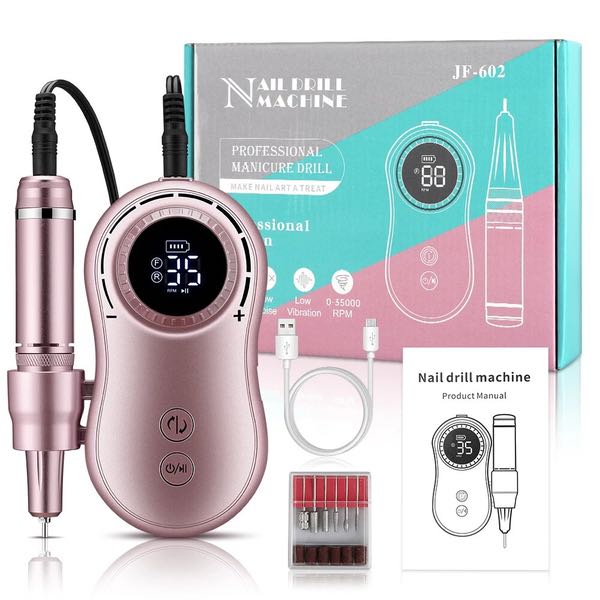 NAIL DRILL
MACHINE
JF-602
PROFESSIONAL
MANICURE DRILL
MAKE NAIL ART A TREAT
F
88
RPM
Low
Vibration
0-35000
RPM
F
R
35
RPM
- +
Nail drill machine
Product Manual
35